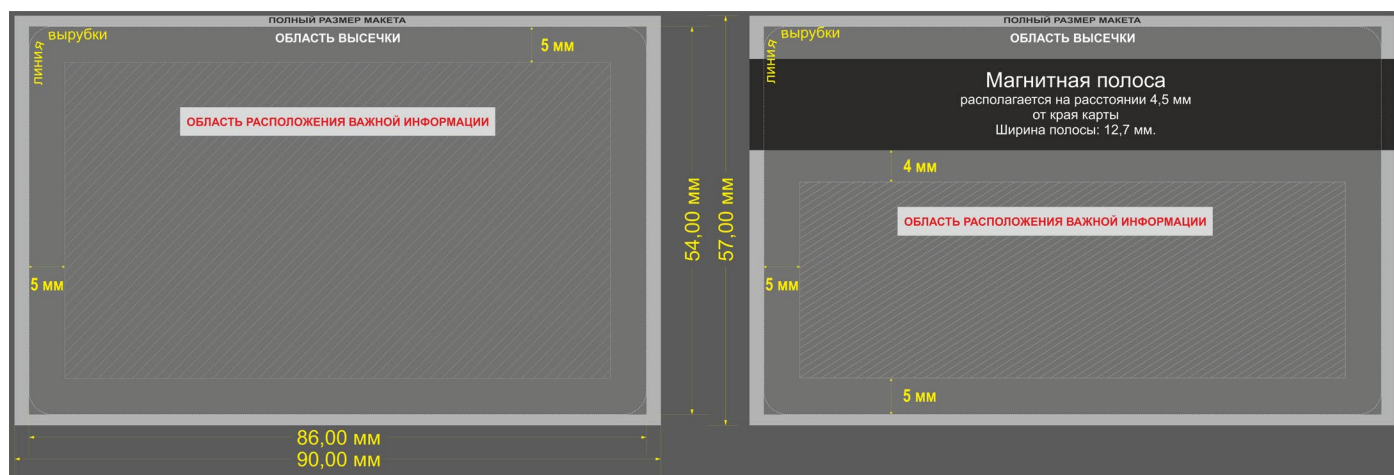 ПОЛНЫЙ РАЗМЕР МАКЕТА
линия вырубки
ОБЛАСТЬ ВЫСЕЧКИ
5 мм
ОБЛАСТЬ РАСПОЛОЖЕНИЯ ВАЖНОЙ ИНФОРМАЦИИ
5 мм
86,00 мм
90,00 мм
54,00 мм
57,00 мм
ПОЛНЫЙ РАЗМЕР МАКЕТА
линия вырубки
ОБЛАСТЬ ВЫСЕЧКИ
Магнитная полоса
располагается на расстоянии 4,5 мм
от края карты
Ширина полосы: 12,7 мм.
4 мм
ОБЛАСТЬ РАСПОЛОЖЕНИЯ ВАЖНОЙ ИНФОРМАЦИИ
5 мм
5 мм